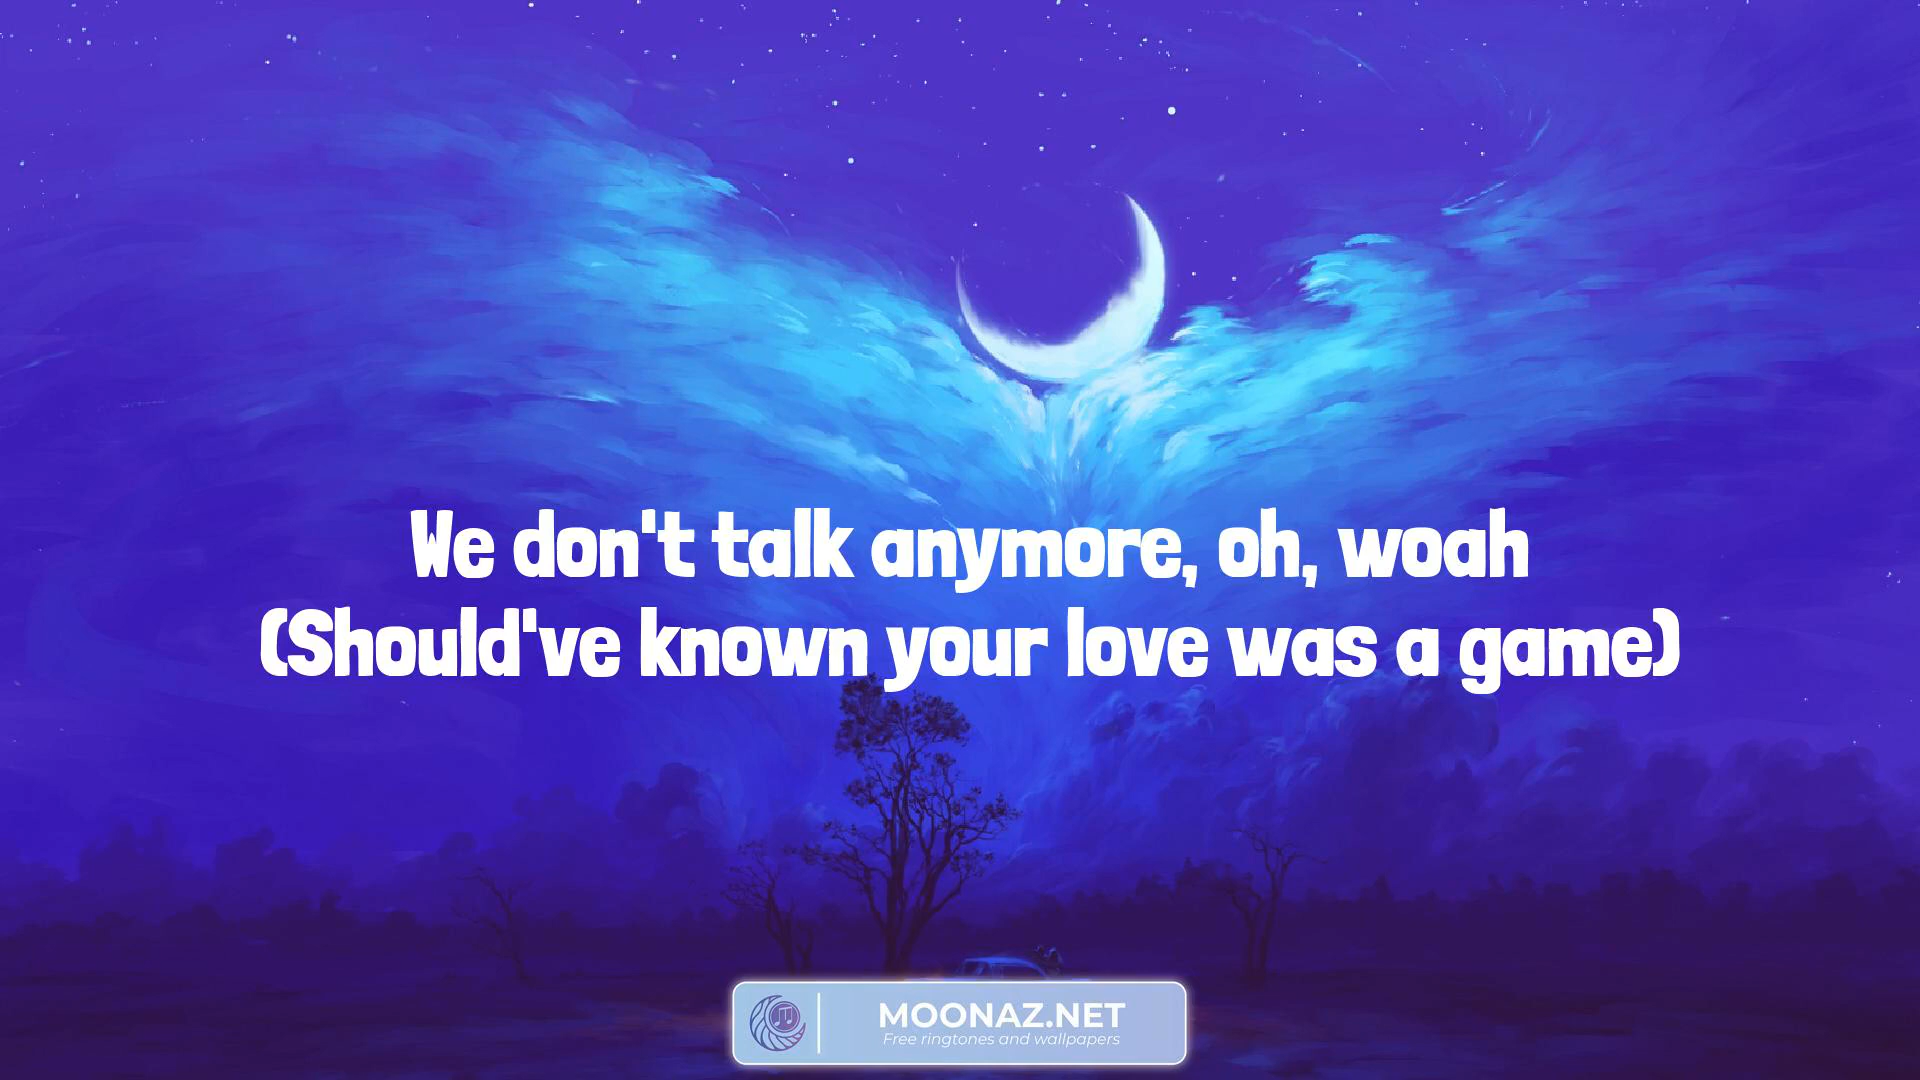 We don't talk anymore, oh, woah
(Should've known your love was a game)
MOONAZ.NET
Free ringtones and wallpapers